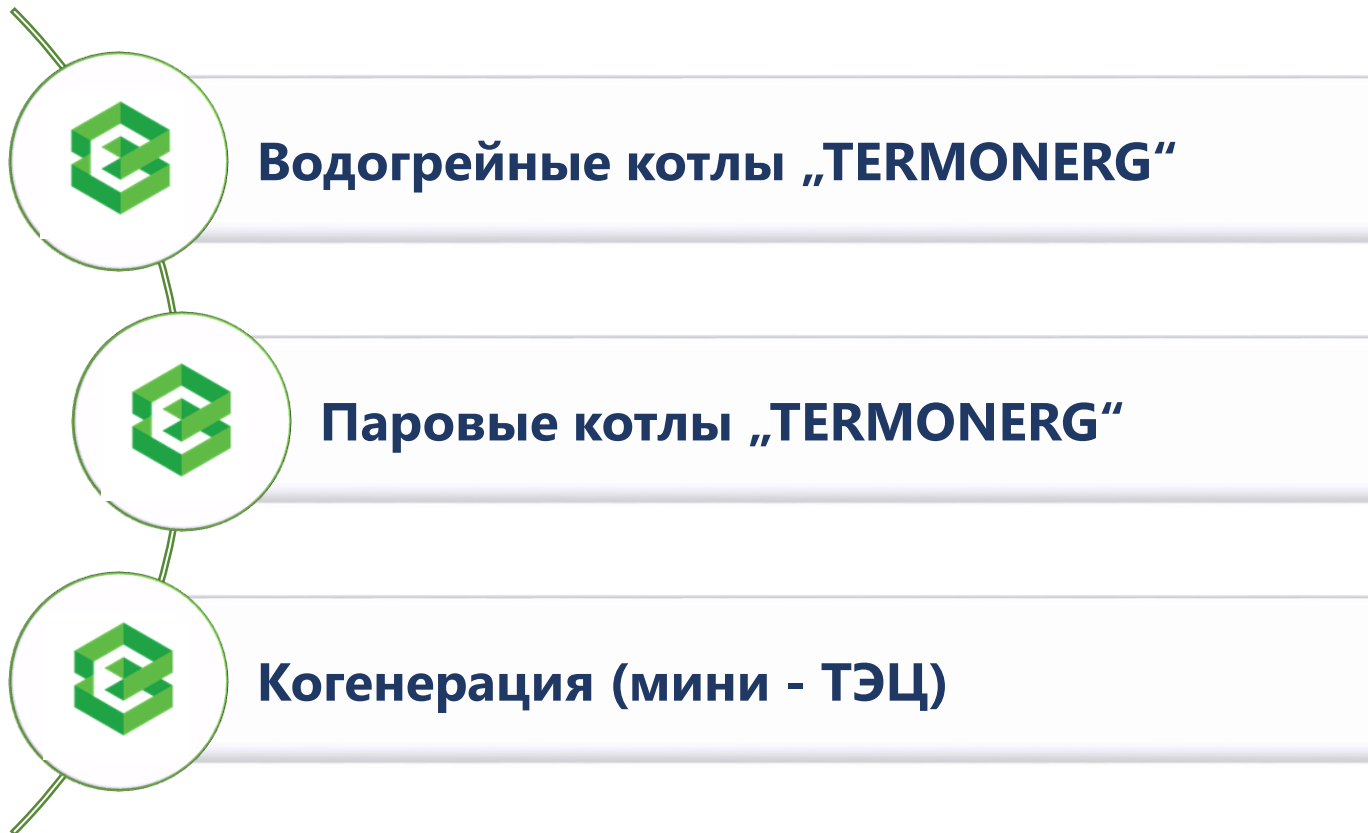 Водогрейные котлы „TERMONERG“
Паровые котлы „TERMONERG“
Когенерация (мини - ТЭЦ)